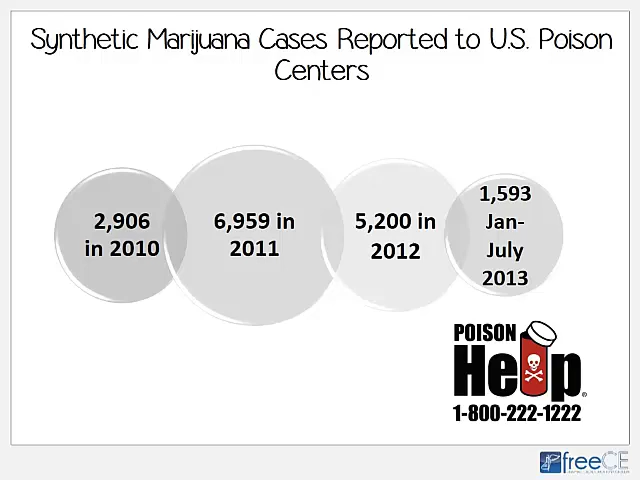 Synthetic Marijuana Cases Reported to U.S. Poison
Centers
2,906
in 2010
6,959 in
2011
5,200 in
2012
1,593
Jan-
July
2013
POISON
Help®
1-800-222-1222
freeCE